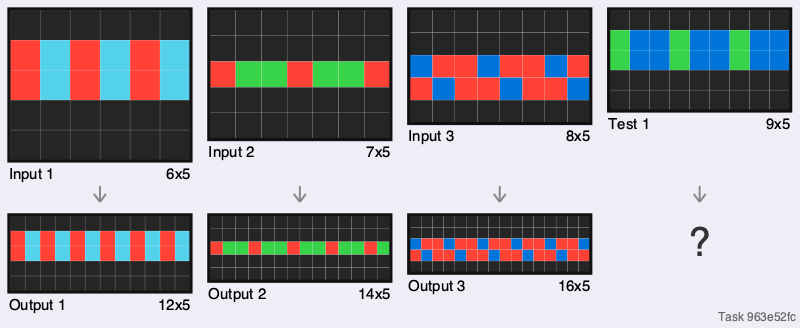 Input 1 6x5
Input 2 7x5
Input 3 8x5
Test 1 9x5
?
Output 1 12x5
Output 2 14x5
Output 3 16x5
Task 963e52fc